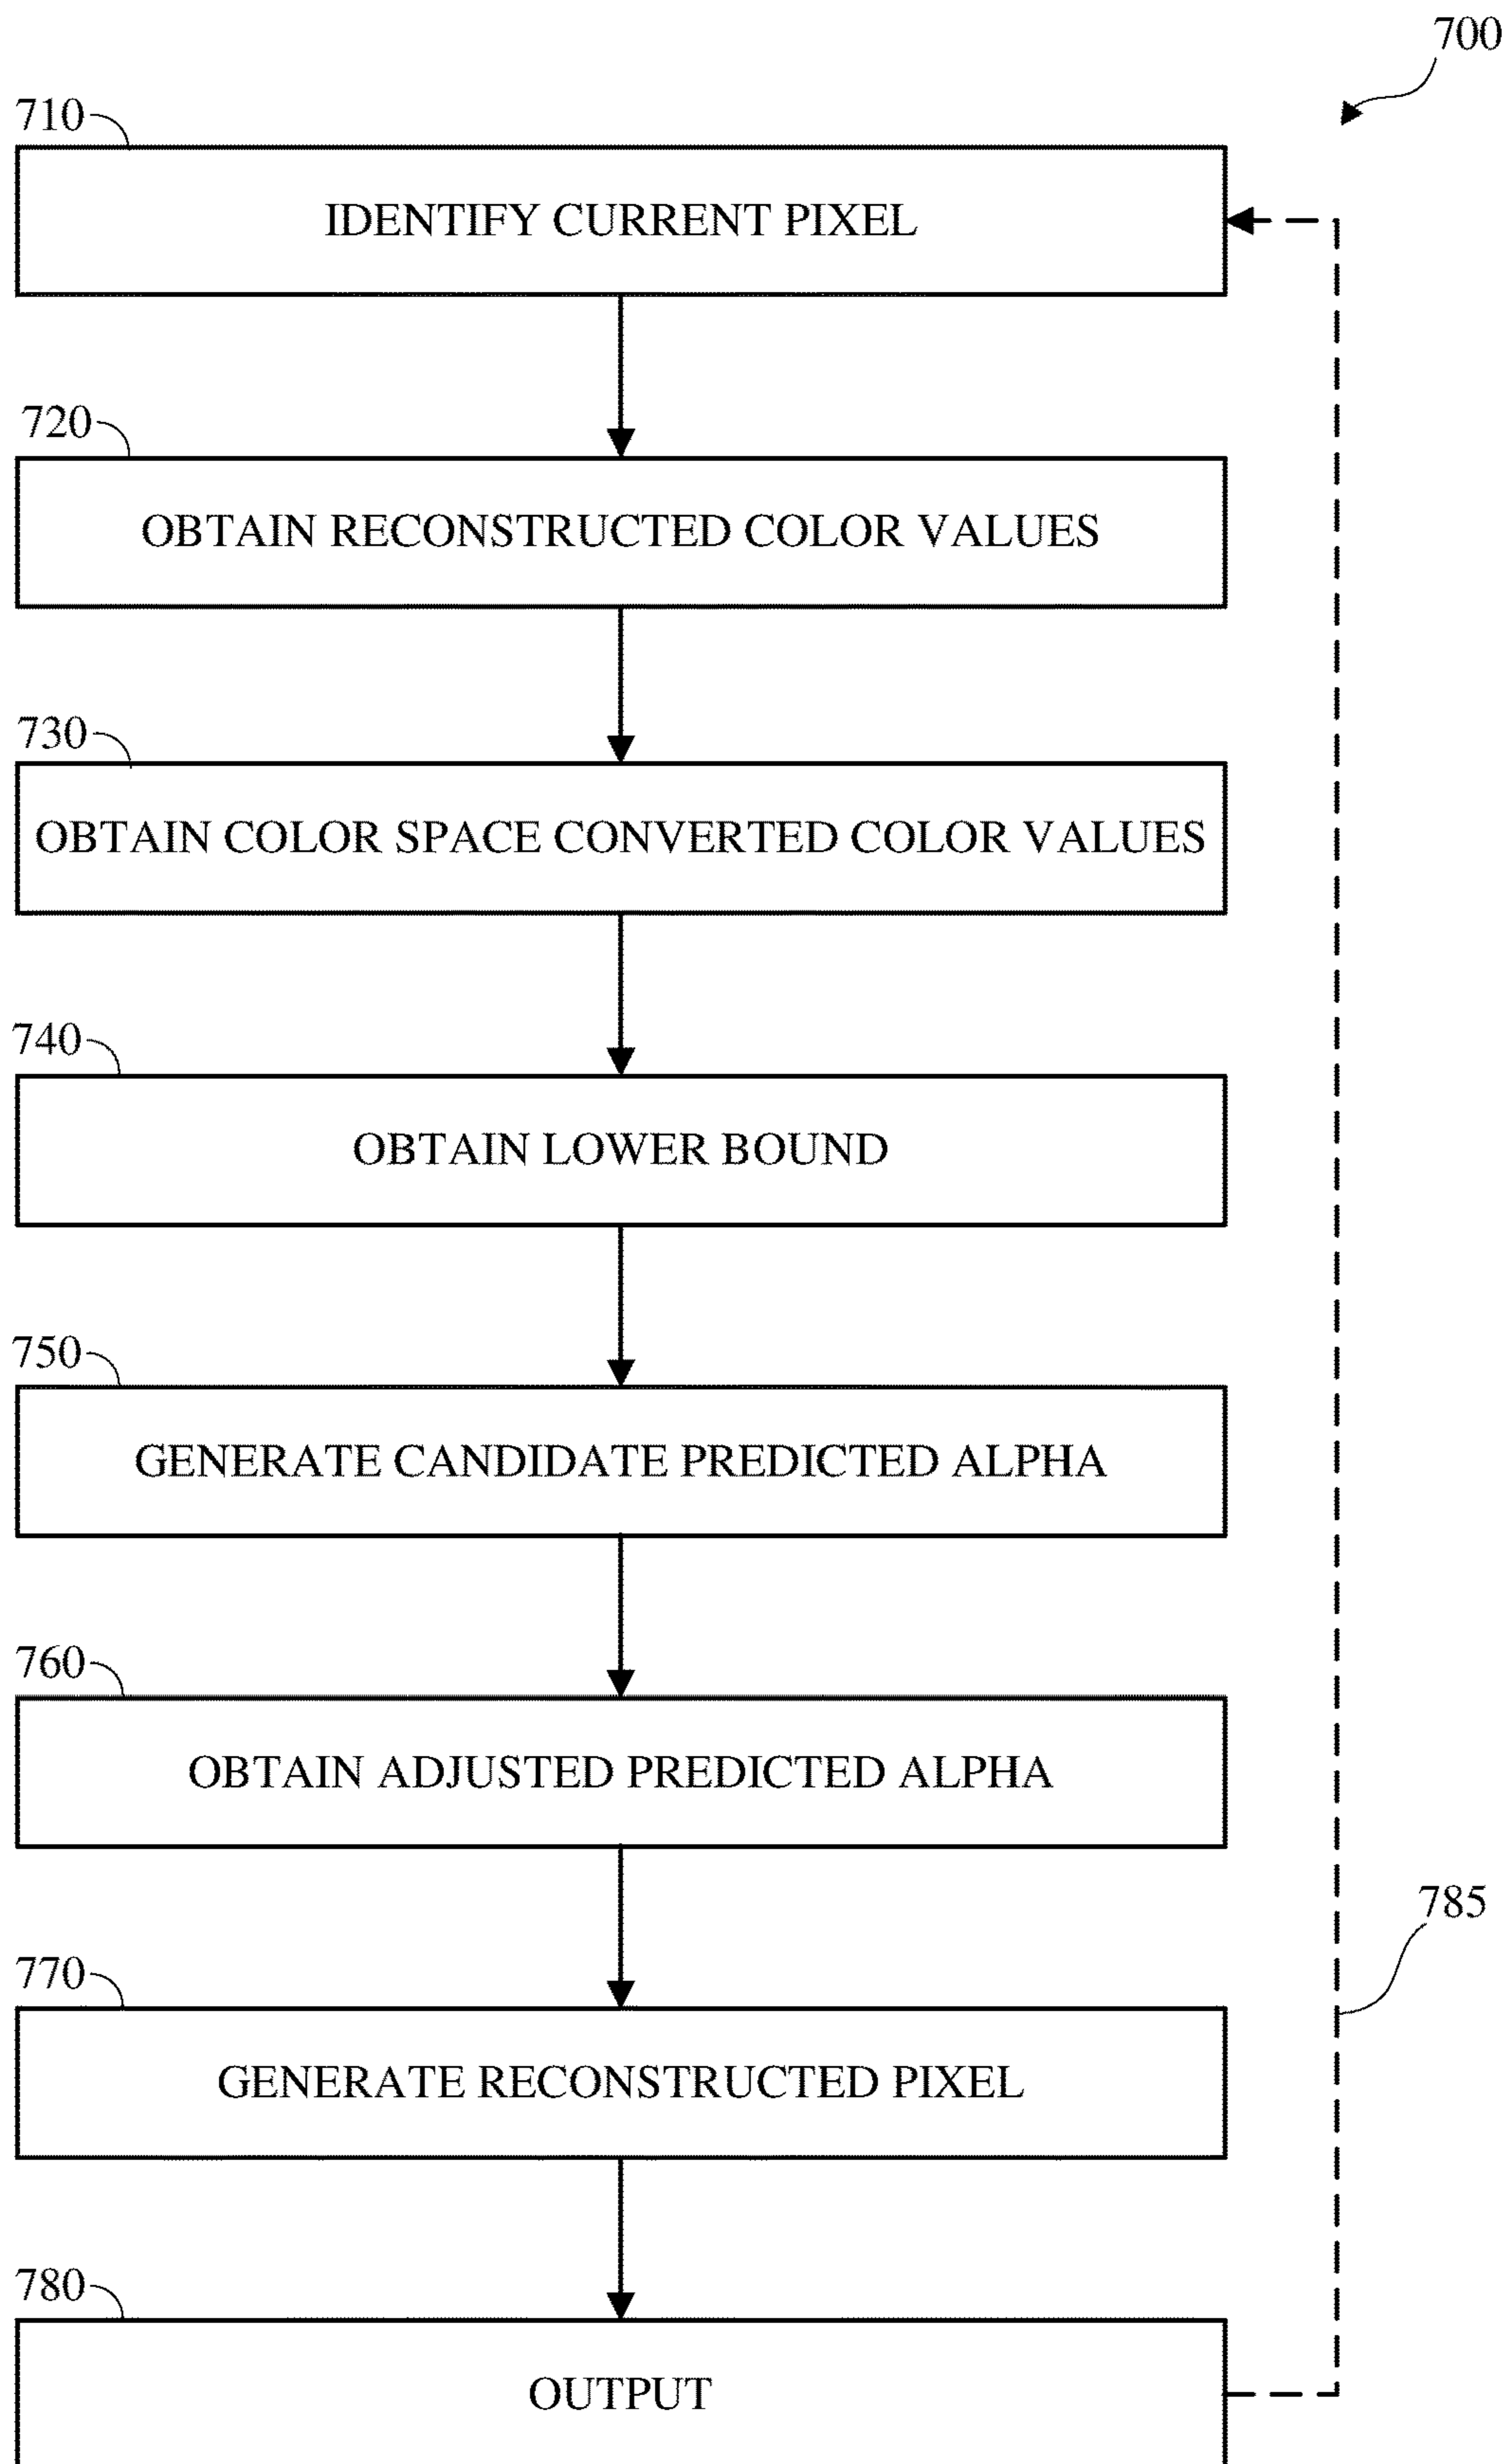 700
710
IDENTIFY CURRENT PIXEL
720
OBTAIN RECONSTRUCTED COLOR VALUES
730
OBTAIN COLOR SPACE CONVERTED COLOR VALUES
740
OBTAIN LOWER BOUND
750
GENERATE CANDIDATE PREDICTED ALPHA
760
OBTAIN ADJUSTED PREDICTED ALPHA
785
770
GENERATE RECONSTRUCTED PIXEL
780
OUTPUT